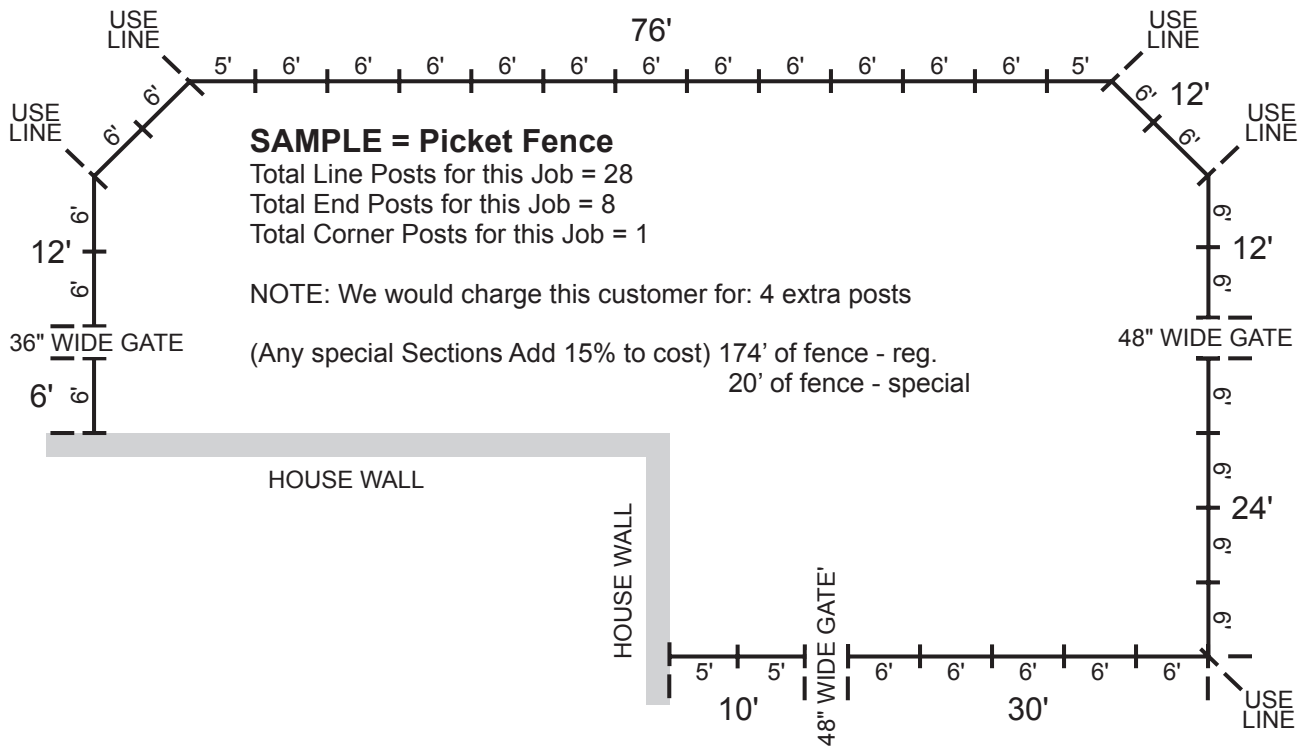 USE
LINE
76'
USE
LINE
5' 6' 6' 6' 6' 6' 6' 6' 6' 6' 6' 6' 5'
6'
6'
6'
12'
6'
USE
LINE
USE
LINE
SAMPLE = Picket Fence
Total Line Posts for this Job = 28
Total End Posts for this Job = 8
Total Corner Posts for this Job = 1
NOTE: We would charge this customer for: 4 extra posts
(Any special Sections Add 15% to cost) 174’ of fence - reg.
20’ of fence - special
6'
12'
6'
36" WIDE GATE
6'
6'
6'
12'
6'
48" WIDE GATE
6'
6'
24'
6'
6'
HOUSE WALL
HOUSE WALL
5' 5'
10'
48" WIDE GATE'
6' 6' 6' 6' 6'
30'
USE
LINE